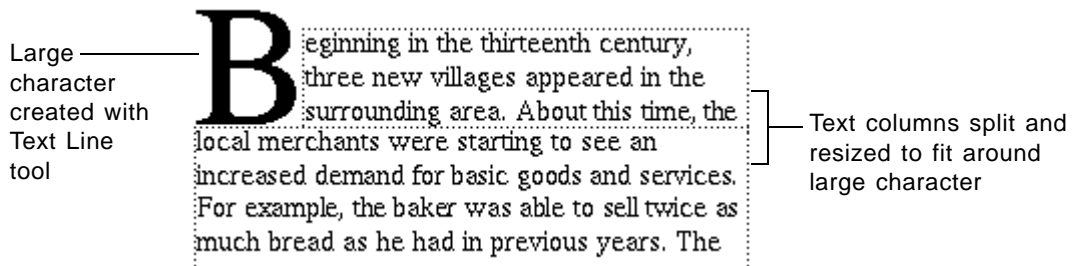 Large
character
created with
Text Line
tool
B
eginning in the thirteenth century,
three new villages appeared in the
surrounding area. About this time, the
local merchants were starting to see an
increased demand for basic goods and services.
For example, the baker was able to sell twice as
much bread as he had in previous years. The
Text columns split and
resized to fit around
large character